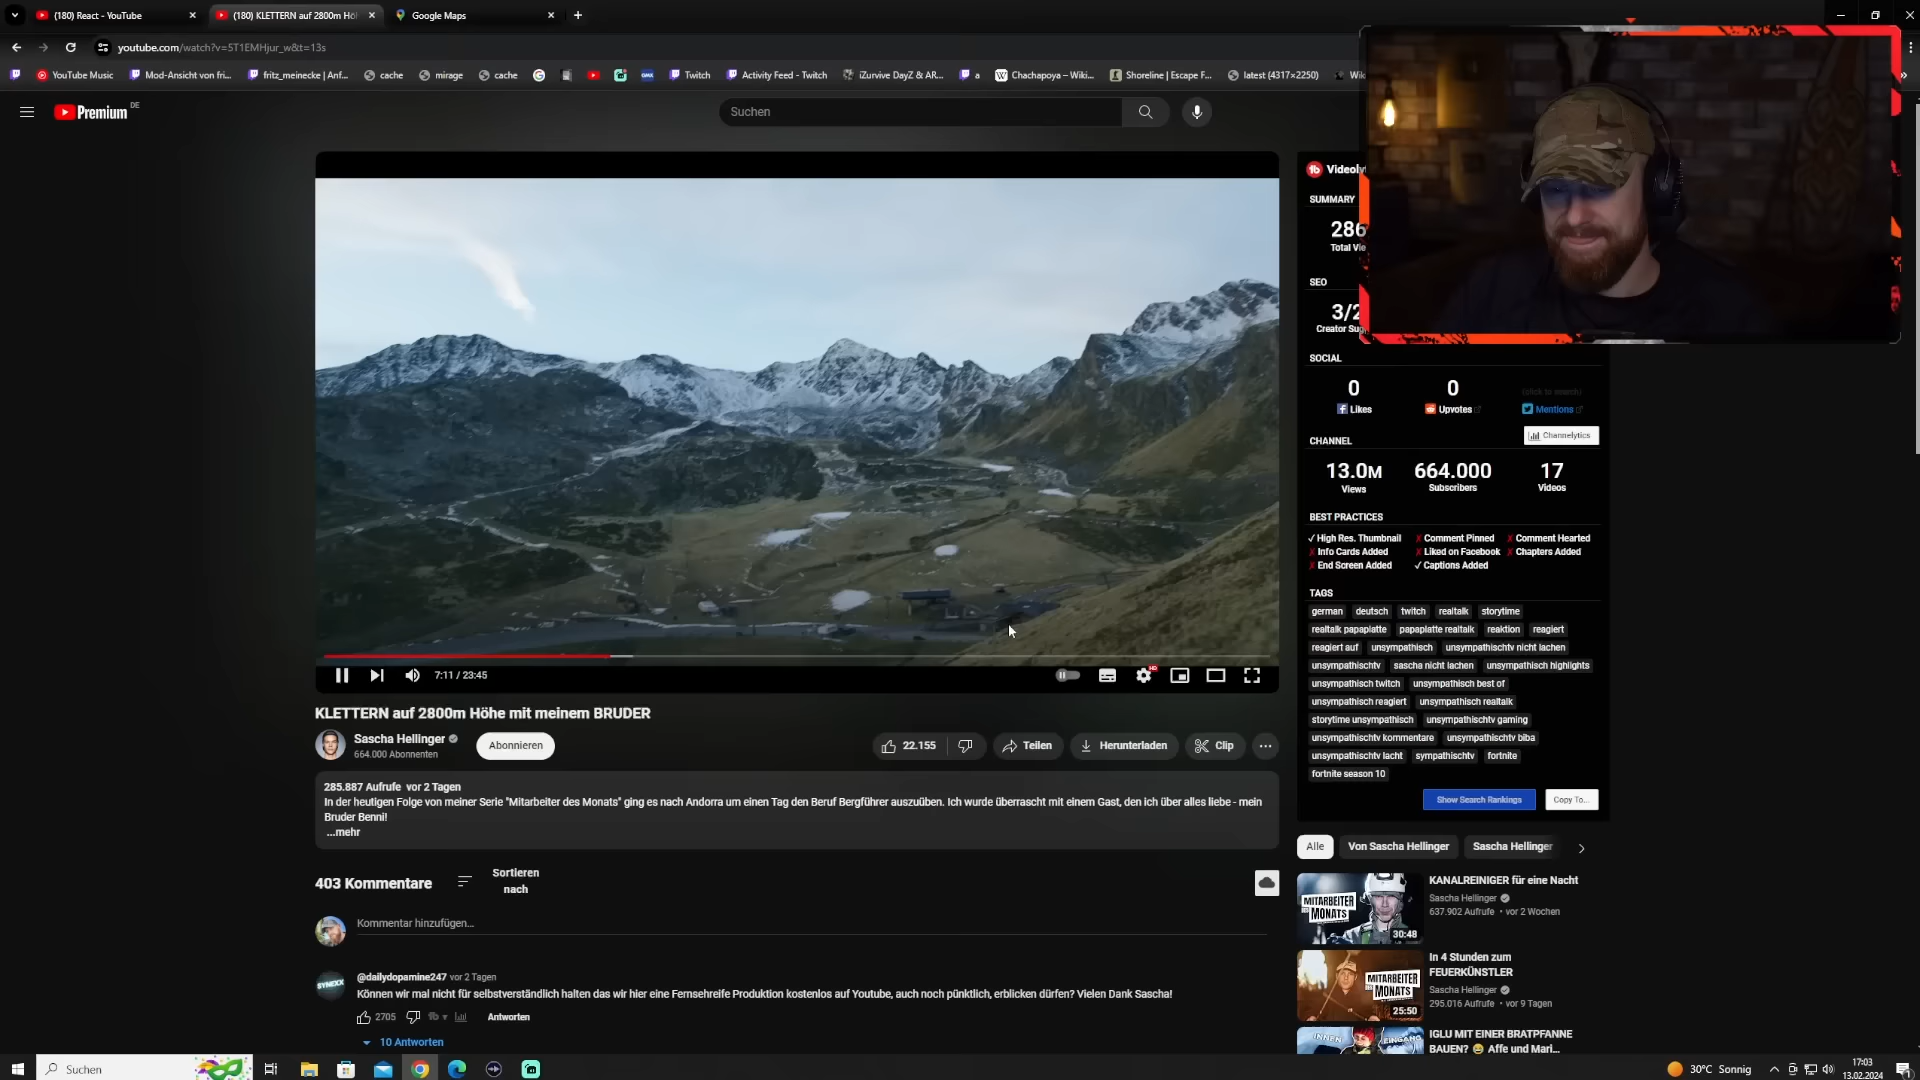 (180) React - YouTube
(180) KLETTERN auf 2800m Hö
Google Maps
youtube.com/watch?v=5T1EMHjur_w&t=13s
YouTube Music
Mod-Ansicht von fri...
fritz_meinecke | Anf...
cache
mirage
cache
Twitch
Activity Feed - Twitch
iZurvive DayZ & AR...
a
Chachapoya – Wiki...
Shoreline | Escape F...
latest (4317×2250)
Premium DE
Suchen
7:11 / 23:45
KLETTERN auf 2800m Höhe mit meinem BRUDER
Sascha Hellinger
664.000 Abonnenten
Abonnieren
22.155
Teilen
Herunterladen
Clip
285.887 Aufrufe vor 2 Tagen
In der heutigen Folge von meiner Serie "Mitarbeiter des Monats" ging es nach Andorra um einen Tag den Beruf Bergführer auszuüben. Ich wurde überrascht mit einem Gast, den ich über alles liebe - mein
Bruder Benni!
...mehr
403 Kommentare
Sortieren
nach
Kommentar hinzufügen...
@dailydopamine247 vor 2 Tagen
Können wir mal nicht für selbstverständlich halten das wir hier eine Fernsehreife Produktion kostenlos auf Youtube, auch noch pünktlich, erblicken dürfen? Vielen Dank Sascha!
2705
Antworten
10 Antworten
SUMMARY
286
SEO
SOCIAL
0 0 (click to search)
Likes Upvotes Mentions
CHANNEL Channelytics
13.0M 664.000 17
Views Subscribers Videos
BEST PRACTICES
✓ High Res. Thumbnail ✗ Comment Pinned ✗ Comment Hearted
✗ Info Cards Added ✗ Liked on Facebook ✗ Chapters Added
✗ End Screen Added ✓ Captions Added
TAGS
german deutsch twitch realtalk storytime
realtalk papaplatte papaplatte realtalk reaktion reagiert
reagiert auf unsympathisch unsympathischtv nicht lachen
unsympathischtv sascha nicht lachen unsympathisch highlights
unsympathisch twitch unsympathisch best of
unsympathisch reagiert unsympathisch realtalk
storytime unsympathisch unsympathischtv gaming
unsympathischtv kommentare unsympathischtv biba
unsympathischtv lacht sympathischtv fortnite
fortnite season 10
Show Search Rankings Copy To...
Alle Von Sascha Hellinger Sascha Hellinger
MITARBEITER
MONATS
30:48
KANALREINIGER für eine Nacht
Sascha Hellinger
637.902 Aufrufe • vor 2 Wochen
MITARBEITER
MONATS
25:50
In 4 Stunden zum
FEUERKÜNSTLER
Sascha Hellinger
295.016 Aufrufe • vor 9 Tagen
INNEN EINGANG
IGLU MIT EINER BRATPFANNE
BAUEN? 😄 Affe und Mari...
Suchen
30°C Sonnig
17:03
13.02.2024